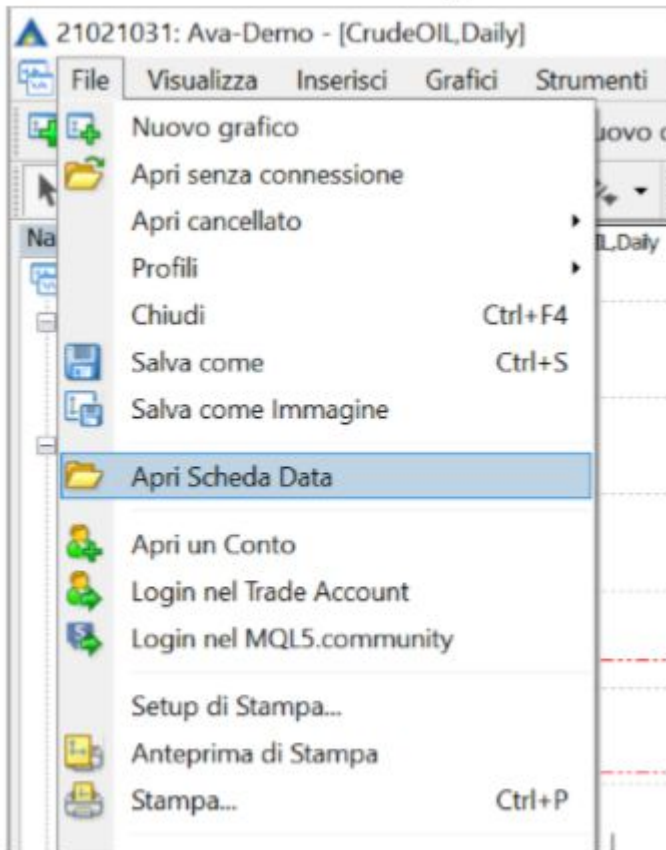 21021031: Ava-Demo - [CrudeOIL,Daily]
File Visualizza Inserisci Grafici Strumenti
Nuovo grafico
Apri senza connessione
Apri cancellato
IL,Daily
Profili
Chiudi Ctrl+F4
Salva come Ctrl+S
Salva come Immagine
Apri Scheda Data
Apri un Conto
Login nel Trade Account
Login nel MQL5.community
Setup di Stampa...
Anteprima di Stampa
Stampa... Ctrl+P